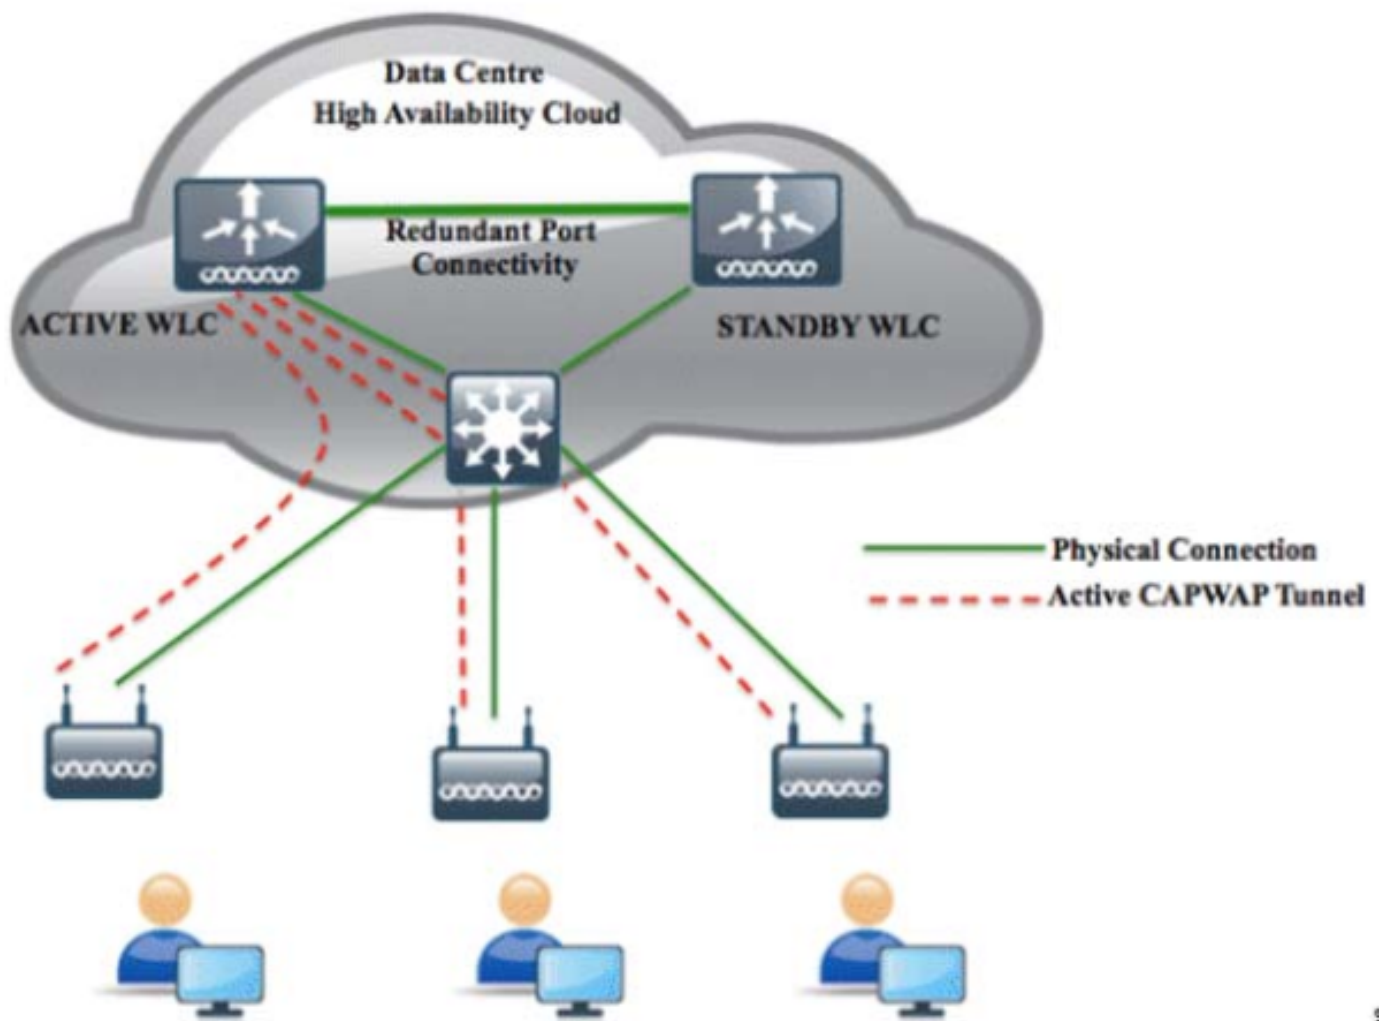 Data Centre
High Availability Cloud
Redundant Port
Connectivity
ACTIVE WLC
STANDBY WLC
Physical Connection
Active CAPWAP Tunnel